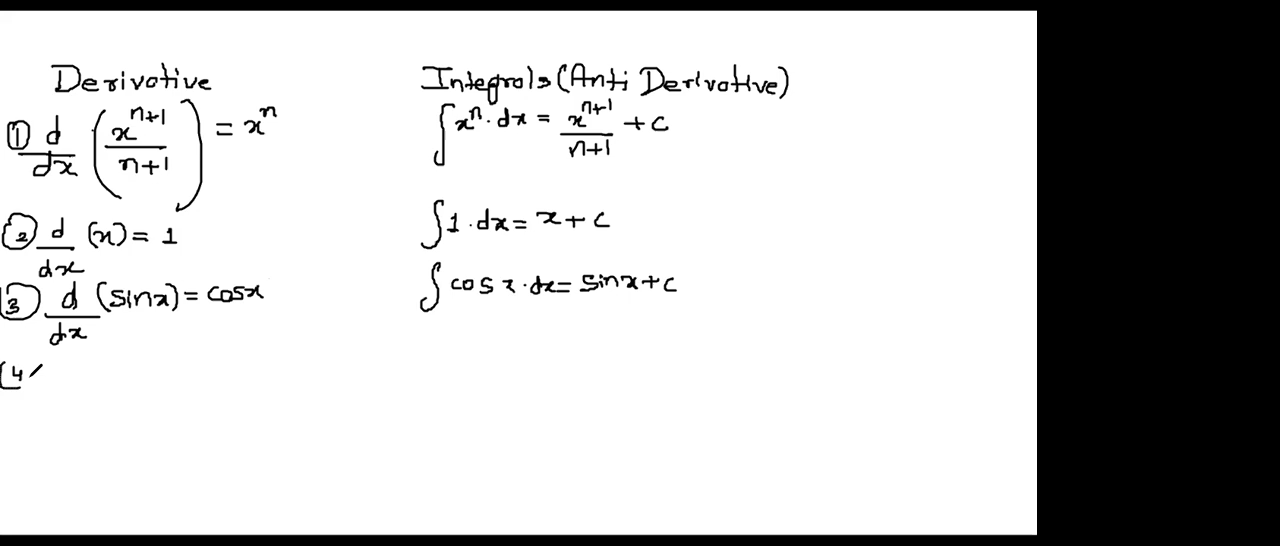 Derivative Integrals (Anti Derivative)
① d/dx (x^(n+1)/(n+1)) = x^n ∫x^n · dx = x^(n+1)/(n+1) + c
② d/dx (x) = 1 ∫1 · dx = x + c
③ d/dx (sinx) = cosx ∫cos x · dx = sinx + c
(4